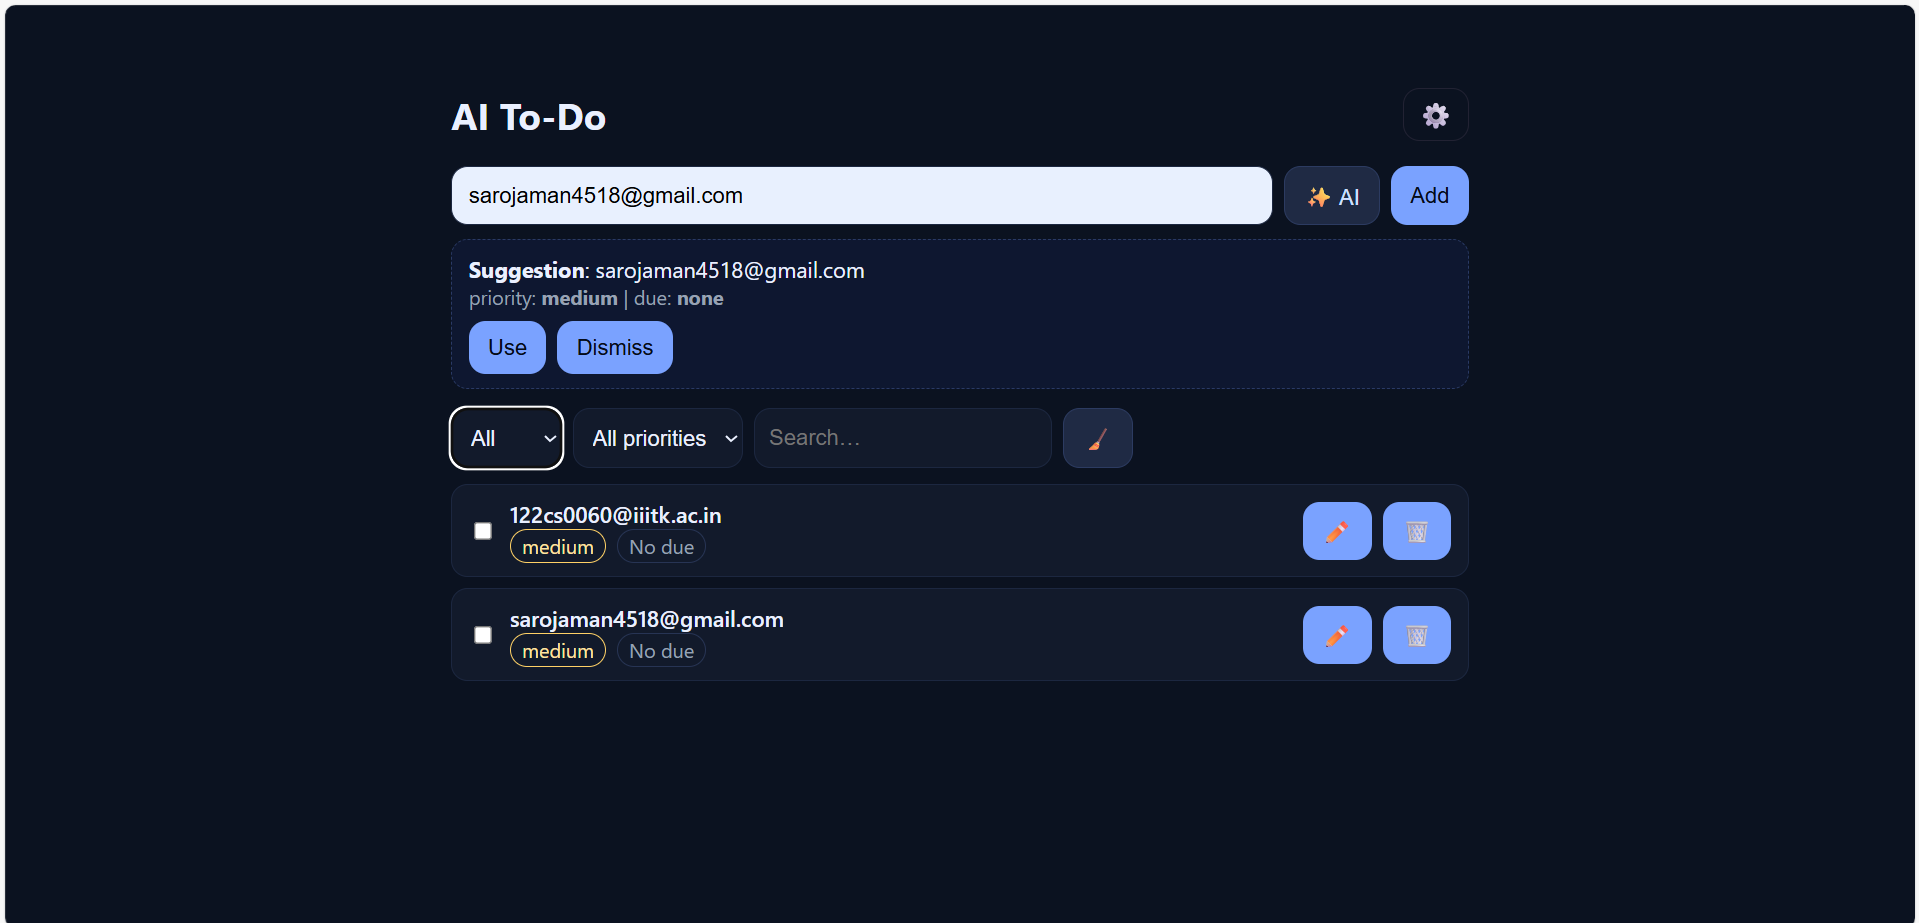 AI To-Do
sarojaman4518@gmail.com
✨ AI
Add
Suggestion: sarojaman4518@gmail.com
priority: medium | due: none
Use
Dismiss
All
All priorities
Search…
122cs0060@iiitk.ac.in
medium
No due
sarojaman4518@gmail.com
medium
No due